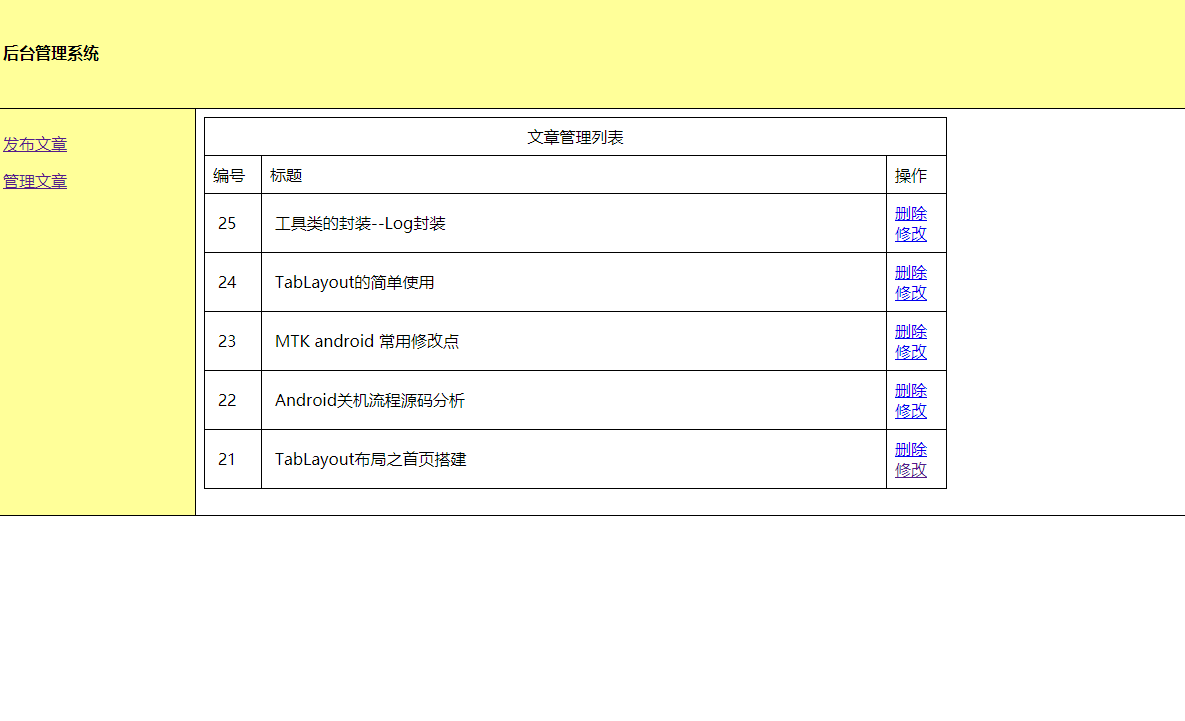 后台管理系统
发布文章
管理文章
文章管理列表
编号 标题 操作
25 工具类的封装--Log封装 删除
修改
24 TabLayout的简单使用 删除
修改
23 MTK android 常用修改点 删除
修改
22 Android关机流程源码分析 删除
修改
21 TabLayout布局之首页搭建 删除
修改